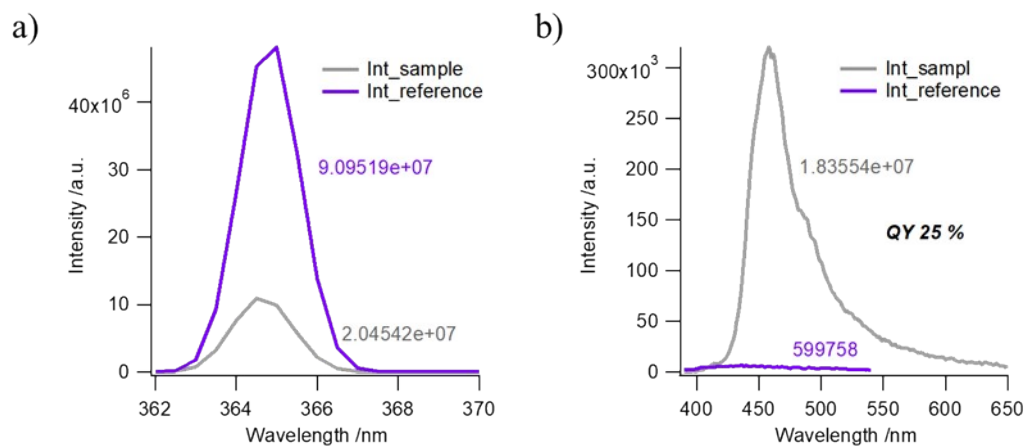 a)
Int_sample
Int_reference
40x10⁶
30
20
10
0
Intensity /a.u.
9.09519e+07
2.04542e+07
362
364
366
368
370
Wavelength /nm
b)
Int_sampl
Int_reference
300x10³
250
200
150
100
50
0
Intensity /a.u.
1.83554e+07
QY 25 %
599758
400
450
500
550
600
650
Wavelength /nm